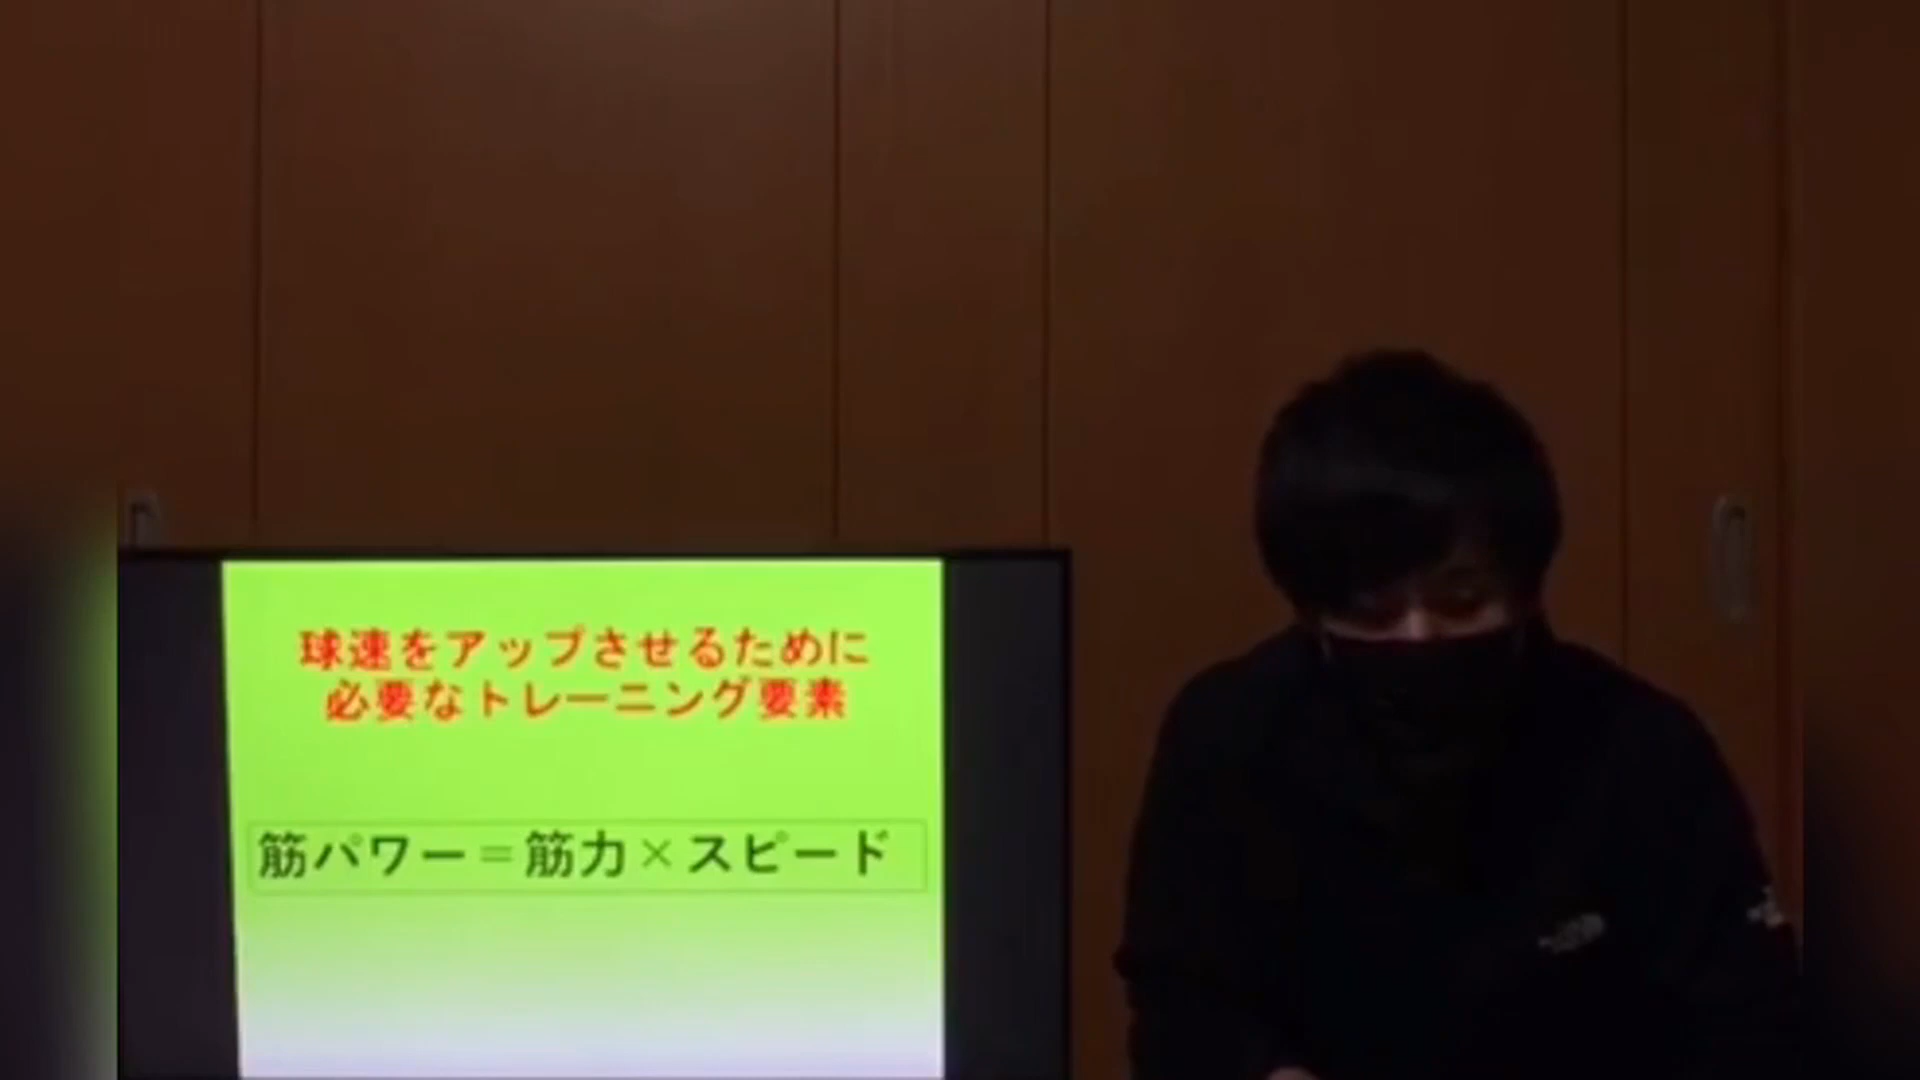 球速をアップさせるために
必要なトレーニング要素
筋パワー＝筋力×スピード